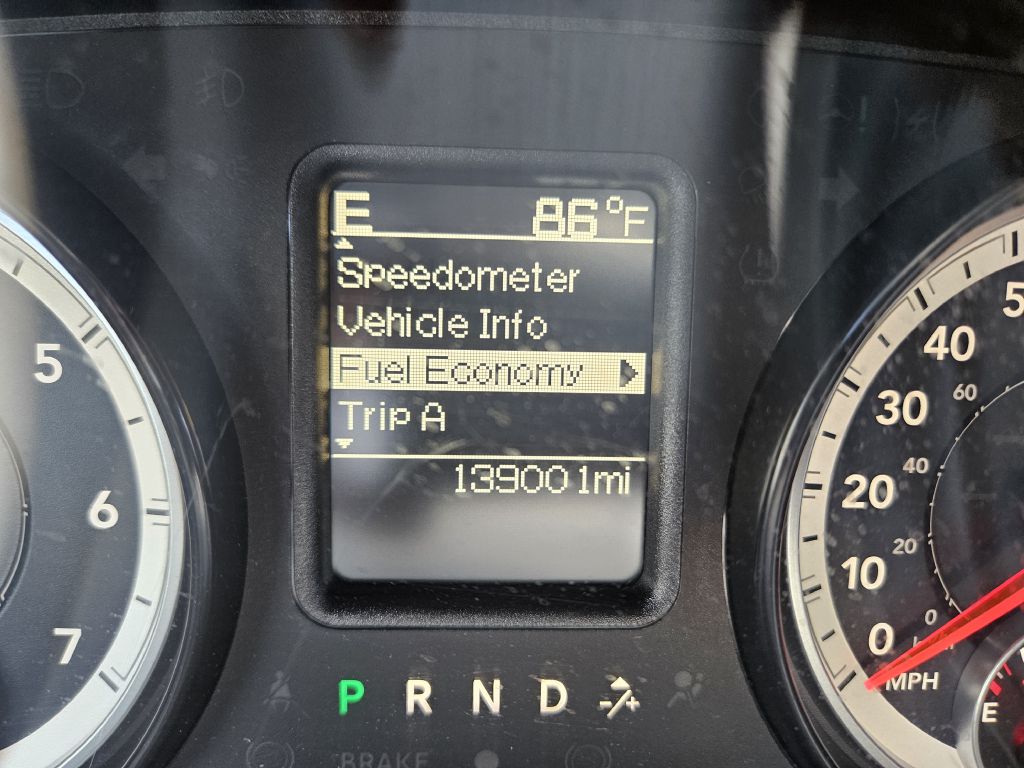 E 86°F
Speedometer
Vehicle Info
Fuel Economy
Trip A
139001mi
P R N D -/+
BRAKE
5
6
7
5
40
30
20
10
0
MPH
60
40
20
0
E